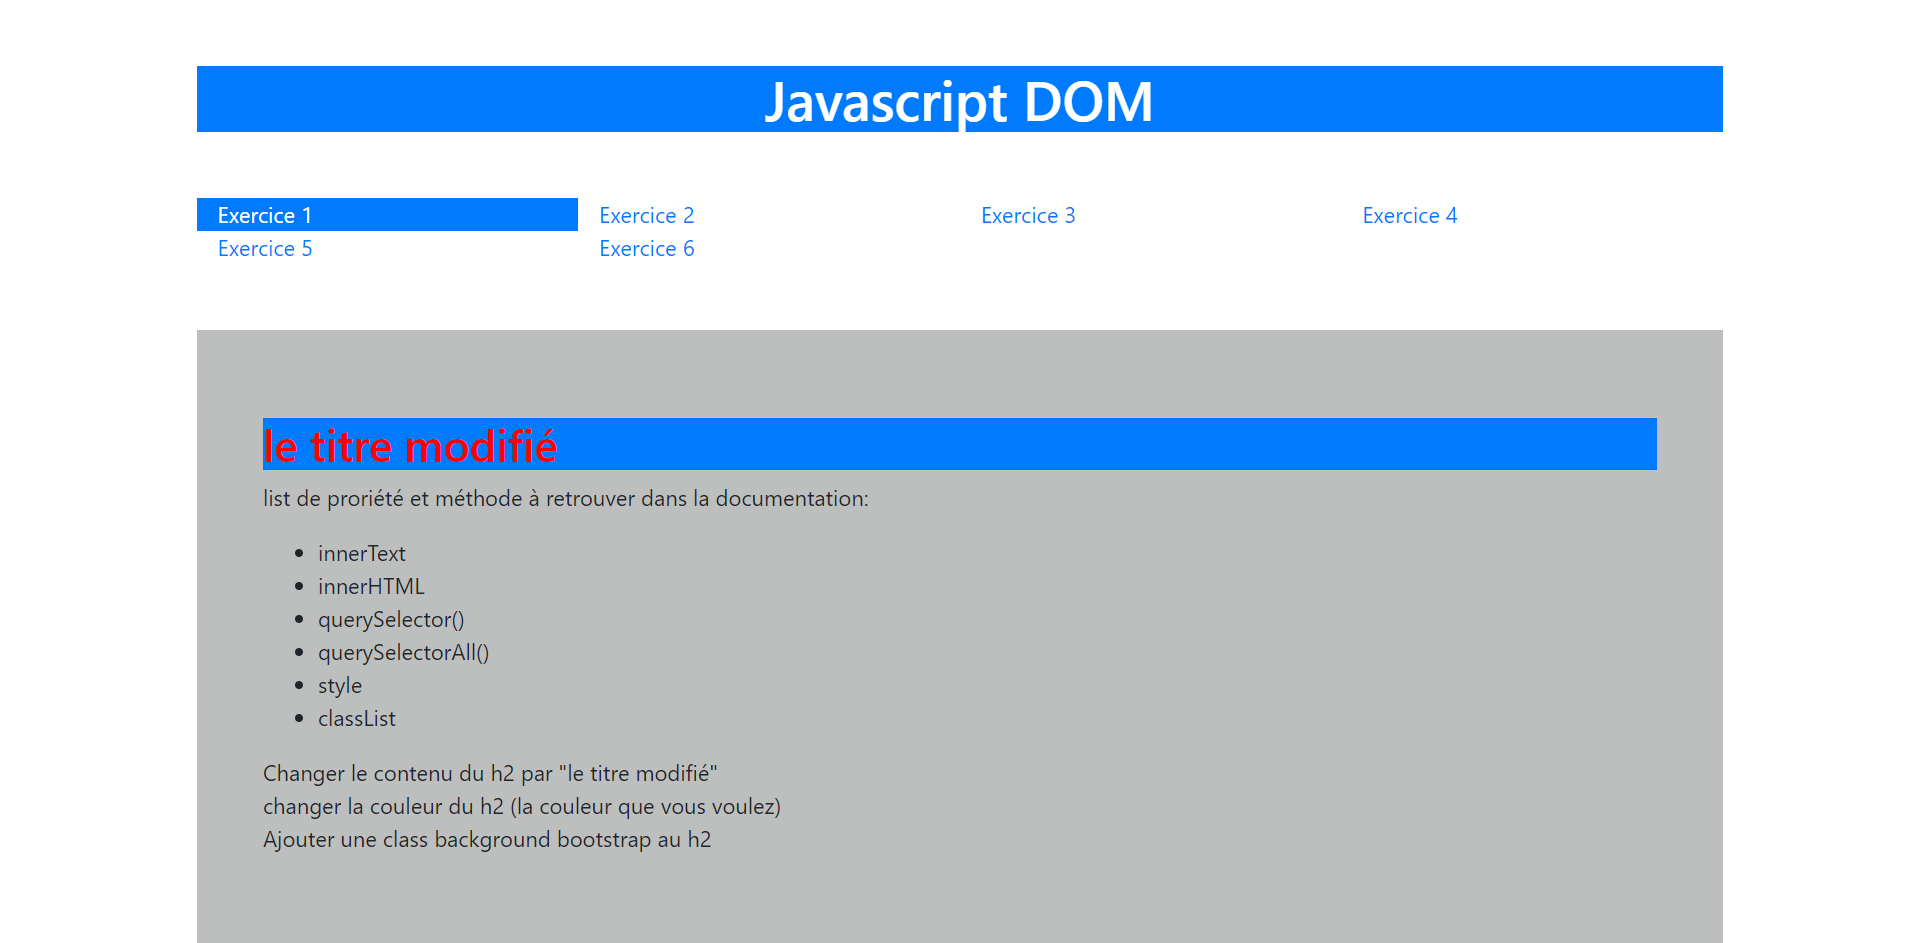 Javascript DOM
Exercice 1 Exercice 2 Exercice 3 Exercice 4
Exercice 5 Exercice 6
le titre modifié
list de proriété et méthode à retrouver dans la documentation:
innerText
innerHTML
querySelector()
querySelectorAll()
style
classList
Changer le contenu du h2 par "le titre modifié"
changer la couleur du h2 (la couleur que vous voulez)
Ajouter une class background bootstrap au h2